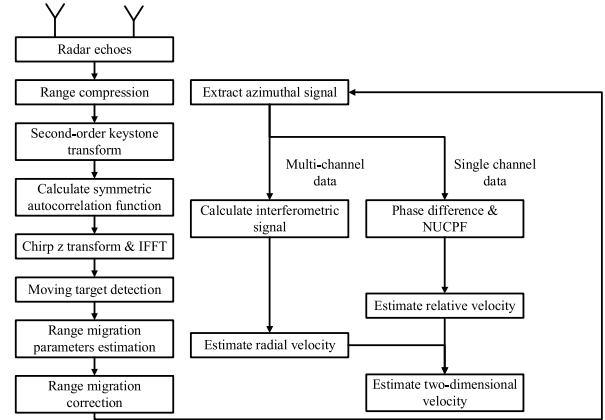 Radar echoes
Range compression
Second-order keystone
transform
Calculate symmetric
autocorrelation function
Chirp z transform & IFFT
Moving target detection
Range migration
parameters estimation
Range migration
correction
Extract azimuthal signal
Multi-channel
data
Single channel
data
Calculate interferometric
signal
Phase difference &
NUCPF
Estimate relative velocity
Estimate radial velocity
Estimate two-dimensional
velocity